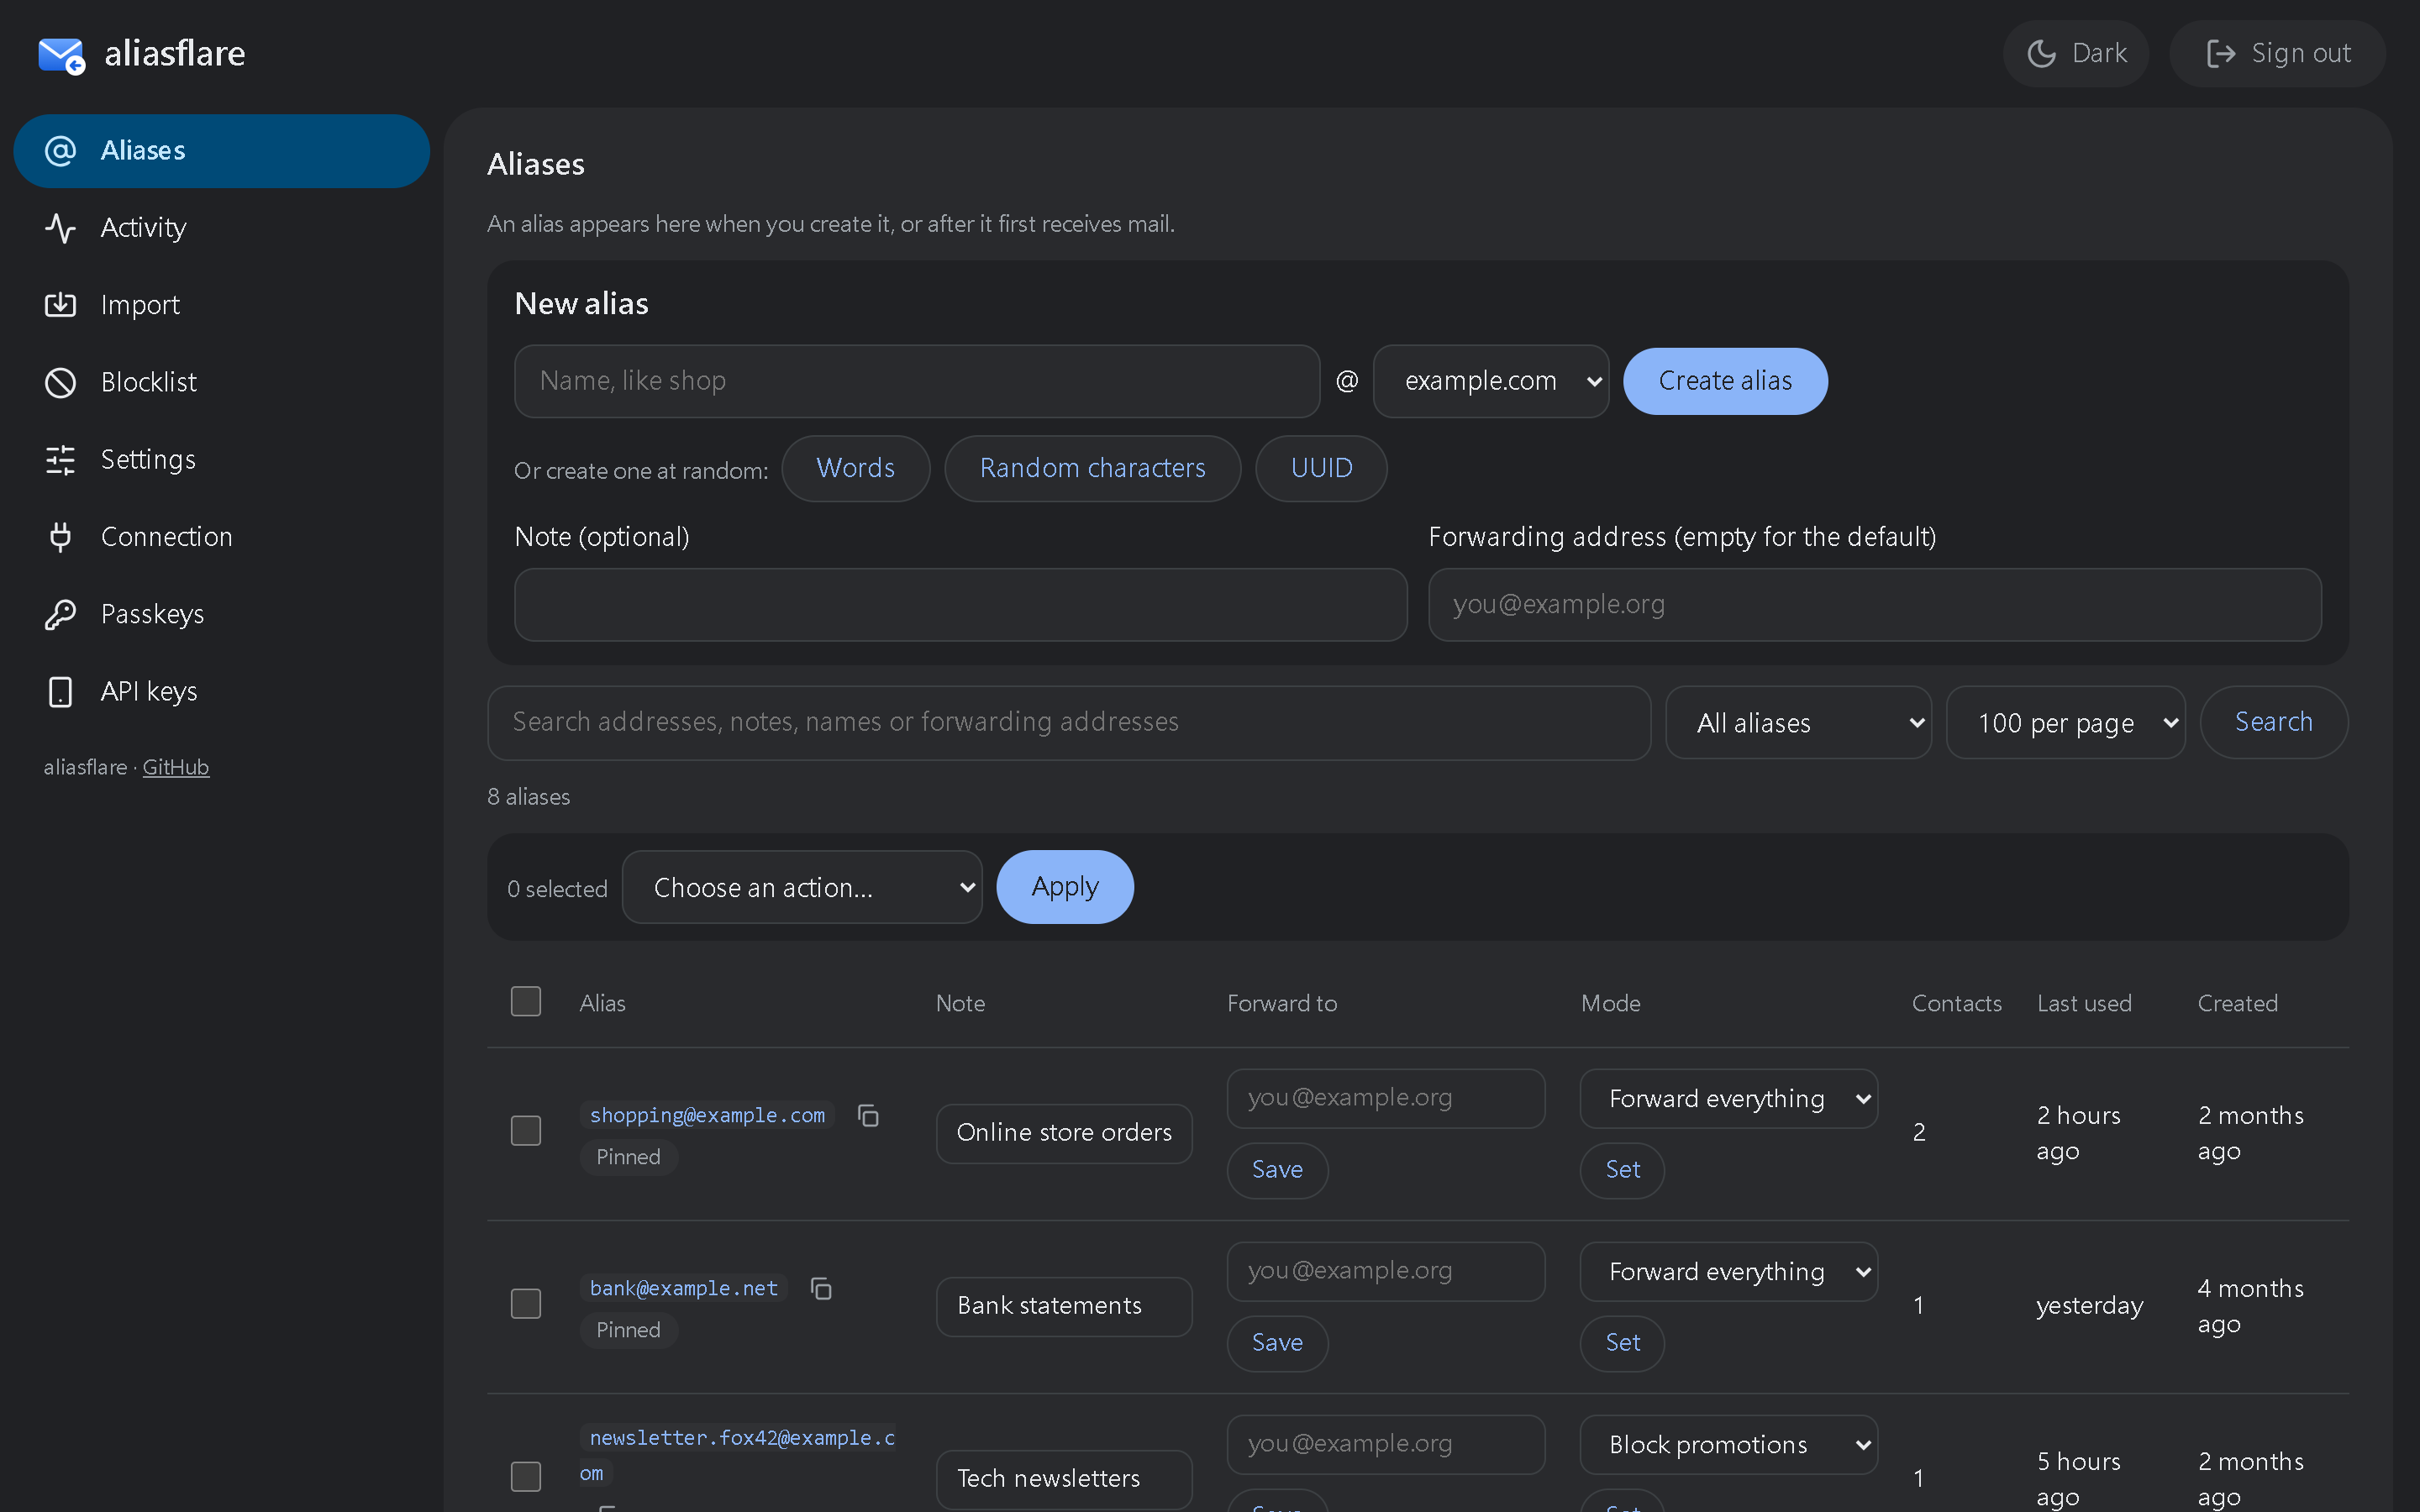 aliasflare
Dark
Sign out
Aliases
Activity
Import
Blocklist
Settings
Connection
Passkeys
API keys
aliasflare · GitHub
Aliases
An alias appears here when you create it, or after it first receives mail.
New alias
Name, like shop @ example.com Create alias
Or create one at random: Words Random characters UUID
Note (optional) Forwarding address (empty for the default)
you@example.org
Search addresses, notes, names or forwarding addresses All aliases 100 per page Search
8 aliases
0 selected Choose an action... Apply
Alias Note Forward to Mode Contacts Last used Created
shopping@example.com
Pinned
Online store orders
you@example.org
Save
Forward everything
Set
2
2 hours
ago
2 months
ago
bank@example.net
Pinned
Bank statements
you@example.org
Save
Forward everything
Set
1
yesterday
4 months
ago
newsletter.fox42@example.c
om
Tech newsletters
you@example.org
Save
Block promotions
Set
1
5 hours
ago
2 months
ago